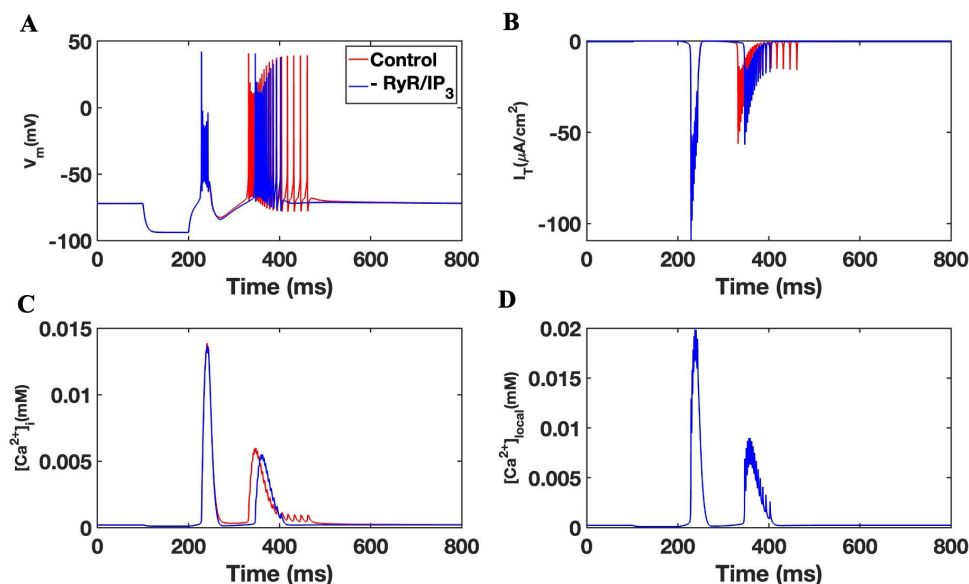 A
50
0
-50
-100
V_m(mV)
Control
- RyR/IP_3
0 200 400 600 800
Time (ms)
B
0
-50
-100
I_T(μA/cm²)
0 200 400 600 800
Time (ms)
C
0.015
0.01
0.005
0
[Ca²⁺]_i(mM)
0 200 400 600 800
Time (ms)
D
0.02
0.015
0.01
0.005
0
[Ca²⁺]_local(mM)
0 200 400 600 800
Time (ms)